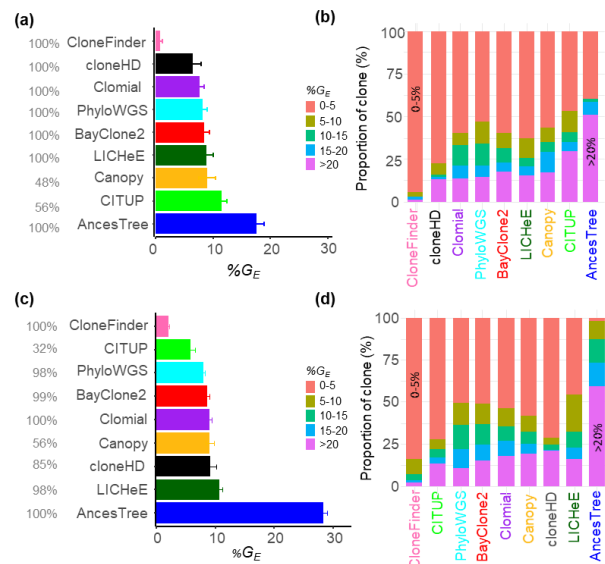 (a)
100% CloneFinder
100% cloneHD
100% Clomial
100% PhyloWGS
100% BayClone2
100% LICHeE
48% Canopy
56% CITUP
100% AncesTree
0 10 20 30
%GE
%GE
0-5
5-10
10-15
15-20
>20
(b)
Proportion of clone (%)
100
75
50
25
0
0-5%
>20%
CloneFinder
cloneHD
Clomial
PhyloWGS
BayClone2
LICHeE
Canopy
CITUP
AncesTree
(c)
100% CloneFinder
32% CITUP
98% PhyloWGS
99% BayClone2
100% Clomial
56% Canopy
85% cloneHD
98% LICHeE
100% AncesTree
0 10 20 30
%GE
%GE
0-5
5-10
10-15
15-20
>20
(d)
Proportion of clone (%)
100
75
50
25
0
0-5%
>20%
CloneFinder
CITUP
PhyloWGS
BayClone2
Clomial
Canopy
cloneHD
LICHeE
AncesTree